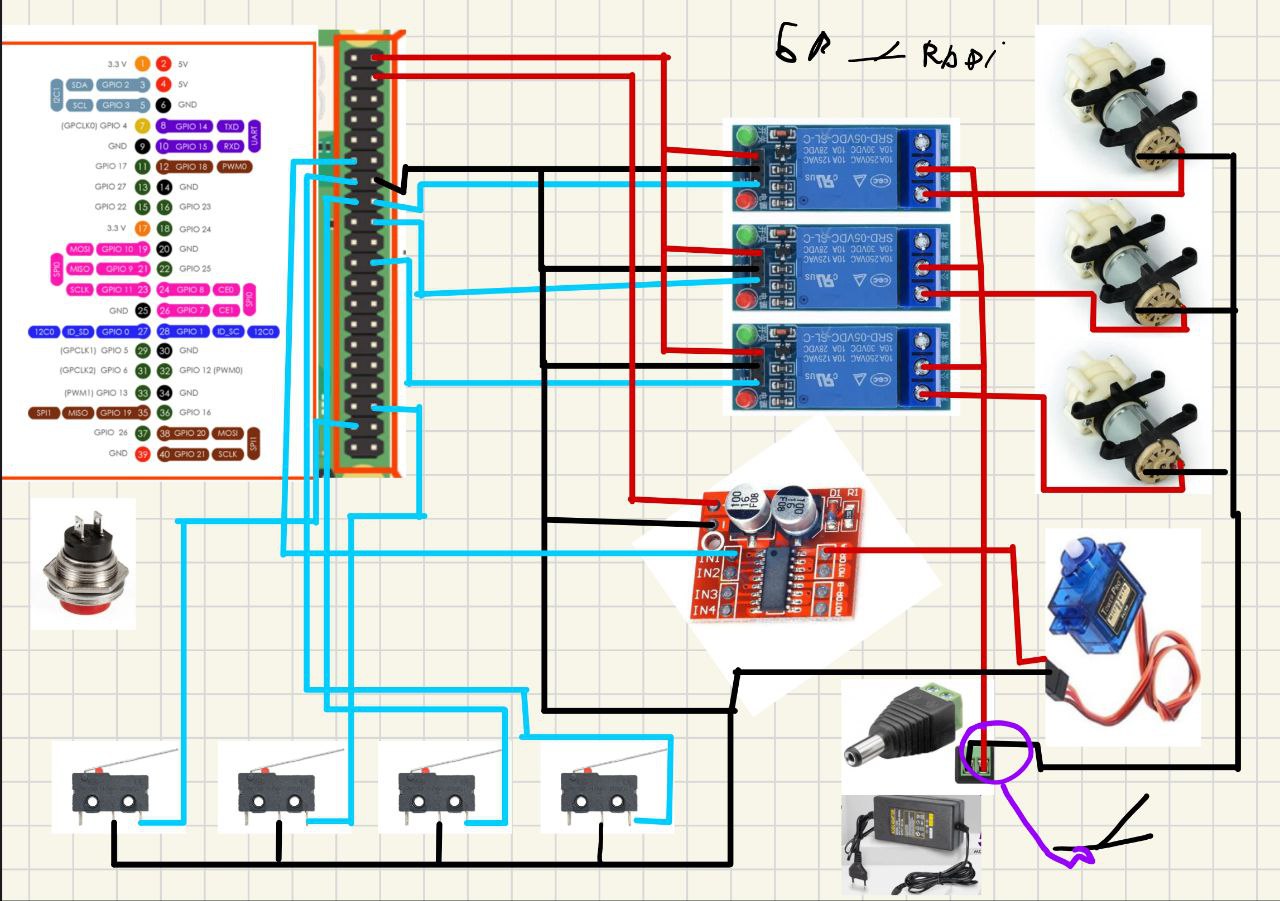 3.3 V 1 2 5V
I2C1 SDA GPIO 2 3 4 5V
SCL GPIO 3 5 6 GND
(GPCLK0) GPIO 4 7 8 GPIO 14 TXD UART
GND 9 10 GPIO 15 RXD
GPIO 17 11 12 GPIO 18 PWM0
GPIO 27 13 14 GND
GPIO 22 15 16 GPIO 23
3.3 V 17 18 GPIO 24
SPI0 MOSI GPIO 10 19 20 GND
MISO GPIO 9 21 22 GPIO 25
SCLK GPIO 11 23 24 GPIO 8 CE0 SPI0
GND 25 26 GPIO 7 CE1
12C0 ID_SD GPIO 0 27 28 GPIO 1 ID_SC 12C0
(GPCLK1) GPIO 5 29 30 GND
(GPCLK2) GPIO 6 31 32 GPIO 12 (PWM0)
(PWM1) GPIO 13 33 34 GND
SPI1 MISO GPIO 19 35 36 GPIO 16
GPIO 26 37 38 GPIO 20 MOSI SPI1
GND 39 40 GPIO 21 SCLK
SRD-05VDC-SL-C
10A 250VAC 10A 125VAC
10A 30VDC 10A 28VDC
SRD-05VDC-SL-C
10A 250VAC 10A 125VAC
10A 30VDC 10A 28VDC
SRD-05VDC-SL-C
10A 250VAC 10A 125VAC
10A 30VDC 10A 28VDC
100
16
F08
100
16
F08
D1 R1
IN1
IN2
IN3
IN4
MOTOR-B